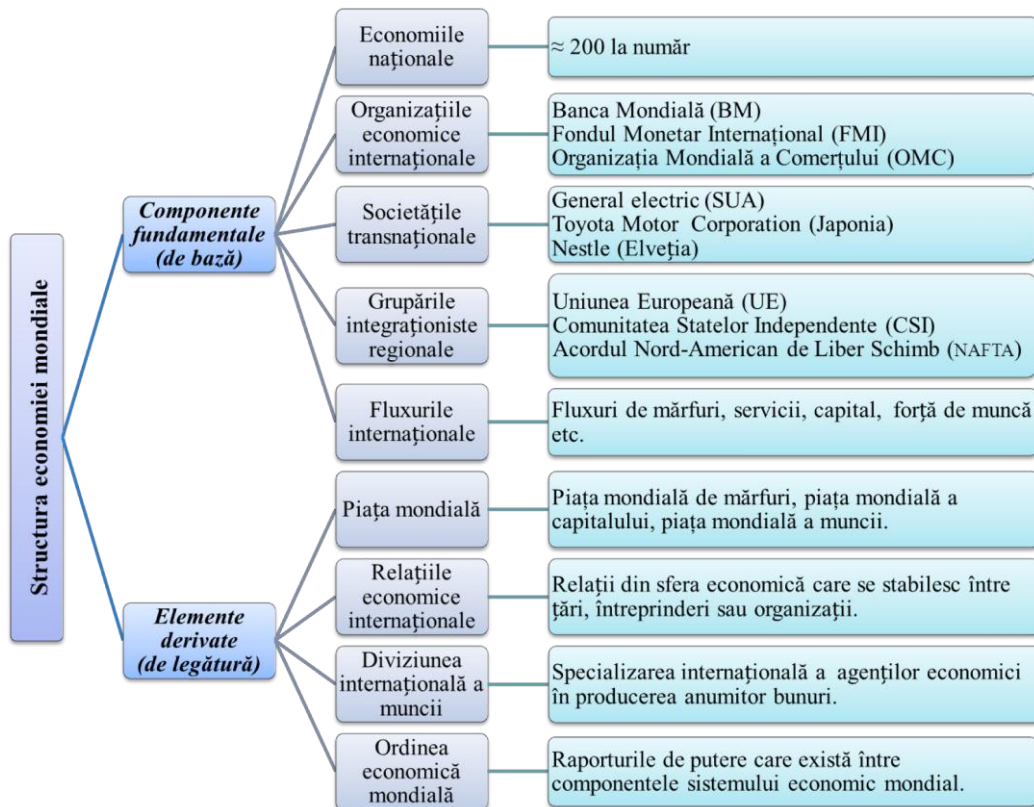 Structura economiei mondiale
Componente
fundamentale
(de bază)
Economiile
naționale
≈ 200 la număr
Organizațiile
economice
internaționale
Banca Mondială (BM)
Fondul Monetar Internațional (FMI)
Organizația Mondială a Comerțului (OMC)
Societățile
transnaționale
General electric (SUA)
Toyota Motor Corporation (Japonia)
Nestle (Elveția)
Grupările
integraționiste
regionale
Uniunea Europeană (UE)
Comunitatea Statelor Independente (CSI)
Acordul Nord-American de Liber Schimb (NAFTA)
Fluxurile
internaționale
Fluxuri de mărfuri, servicii, capital, forță de muncă
etc.
Elemente
derivate
(de legătură)
Piața mondială
Piața mondială de mărfuri, piața mondială a
capitalului, piața mondială a muncii.
Relațiile
economice
internaționale
Relații din sfera economică care se stabilesc între
țări, întreprinderi sau organizații.
Diviziunea
internațională a
muncii
Specializarea internațională a agenților economici
în producerea anumitor bunuri.
Ordinea
economică
mondială
Raporturile de putere care există între
componentele sistemului economic mondial.